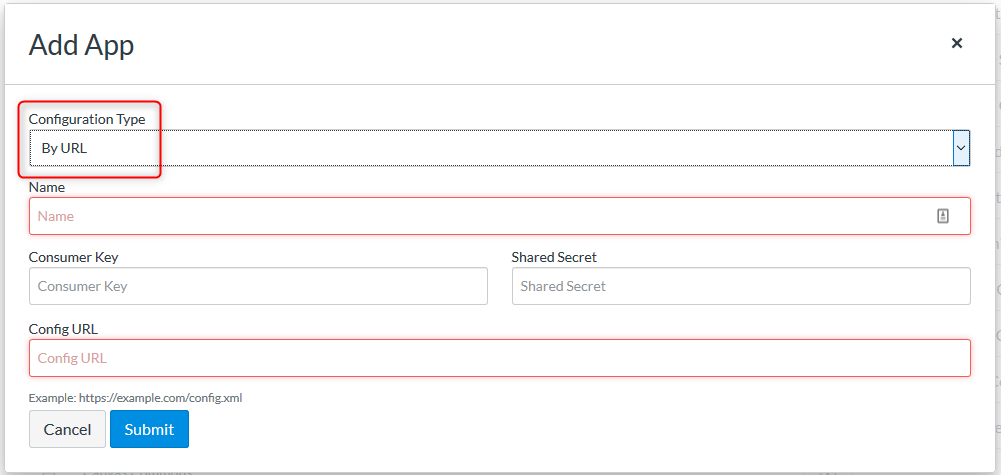 Add App
Configuration Type
By URL
Name
Name
Consumer Key Shared Secret
Consumer Key Shared Secret
Config URL
Config URL
Example: https://example.com/config.xml
Cancel Submit